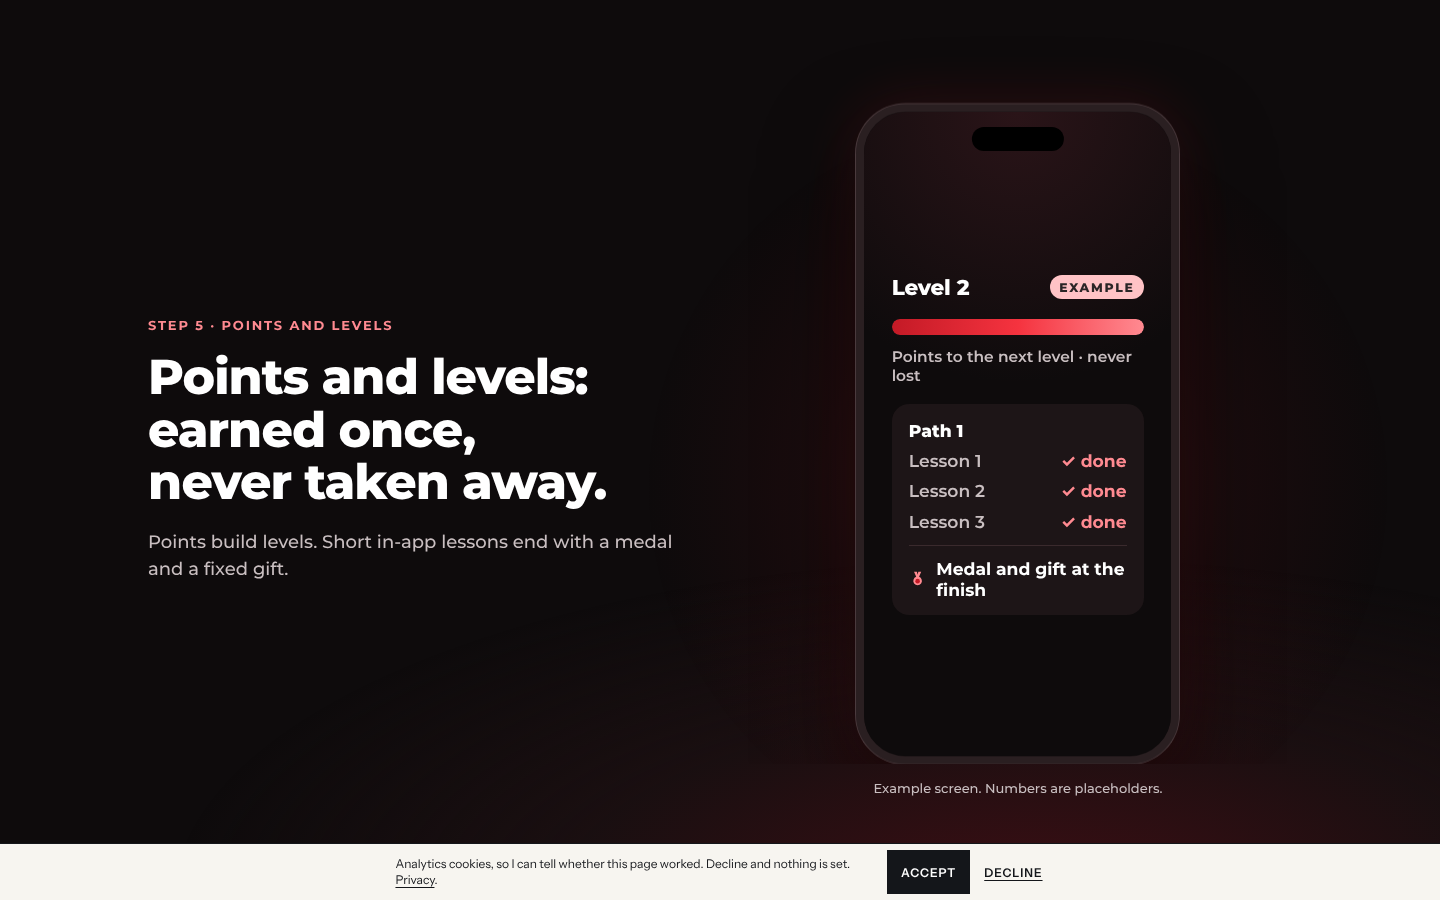 STEP 5 · POINTS AND LEVELS
Points and levels:
earned once,
never taken away.
Points build levels. Short in-app lessons end with a medal
and a fixed gift.
Level 2
EXAMPLE
Points to the next level · never
lost
Path 1
Lesson 1 ✓ done
Lesson 2 ✓ done
Lesson 3 ✓ done
Medal and gift at the
finish
Example screen. Numbers are placeholders.
Analytics cookies, so I can tell whether this page worked. Decline and nothing is set.
Privacy.
ACCEPT
DECLINE